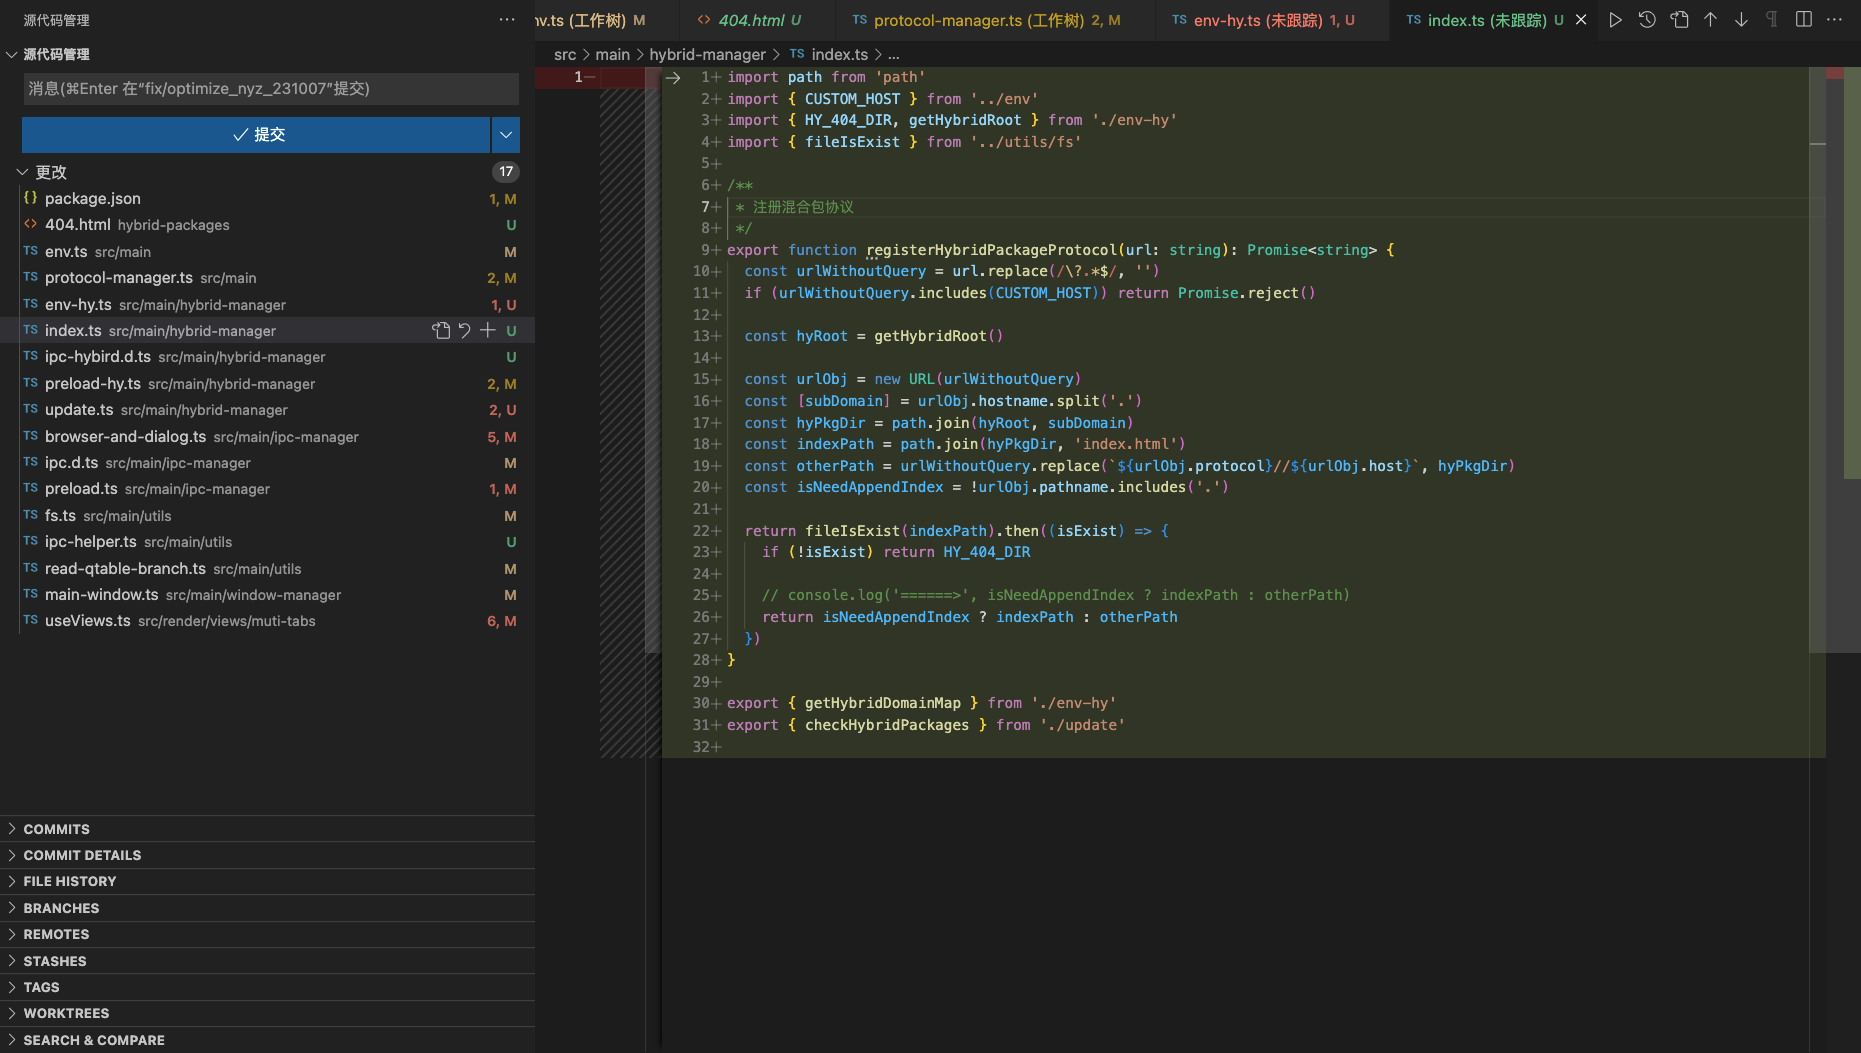 源代码管理
源代码管理
消息(⌘Enter 在“fix/optimize_nyz_231007”提交)
提交
更改 17
package.json 1, M
404.html hybrid-packages U
env.ts src/main M
protocol-manager.ts src/main 2, M
env-hy.ts src/main/hybrid-manager 1, U
index.ts src/main/hybrid-manager U
ipc-hybird.d.ts src/main/hybrid-manager U
preload-hy.ts src/main/hybrid-manager 2, M
update.ts src/main/hybrid-manager 2, U
browser-and-dialog.ts src/main/ipc-manager 5, M
ipc.d.ts src/main/ipc-manager M
preload.ts src/main/ipc-manager 1, M
fs.ts src/main/utils M
ipc-helper.ts src/main/utils U
read-qtable-branch.ts src/main/utils M
main-window.ts src/main/window-manager M
useViews.ts src/render/views/muti-tabs 6, M
COMMITS
COMMIT DETAILS
FILE HISTORY
BRANCHES
REMOTES
STASHES
TAGS
WORKTREES
SEARCH & COMPARE
nv.ts (工作树) M 404.html U TS protocol-manager.ts (工作树) 2, M TS env-hy.ts (未跟踪) 1, U TS index.ts (未跟踪) U
src > main > hybrid-manager > TS index.ts > ...
1— 1+ import path from 'path'
2+ import { CUSTOM_HOST } from '../env'
3+ import { HY_404_DIR, getHybridRoot } from './env-hy'
4+ import { fileIsExist } from '../utils/fs'
5+
6+ /**
7+ * 注册混合包协议
8+ */
9+ export function registerHybridPackageProtocol(url: string): Promise<string> {
10+ const urlWithoutQuery = url.replace(/\?.*$/, '')
11+ if (urlWithoutQuery.includes(CUSTOM_HOST)) return Promise.reject()
12+
13+ const hyRoot = getHybridRoot()
14+
15+ const urlObj = new URL(urlWithoutQuery)
16+ const [subDomain] = urlObj.hostname.split('.')
17+ const hyPkgDir = path.join(hyRoot, subDomain)
18+ const indexPath = path.join(hyPkgDir, 'index.html')
19+ const otherPath = urlWithoutQuery.replace(`${urlObj.protocol}//${urlObj.host}`, hyPkgDir)
20+ const isNeedAppendIndex = !urlObj.pathname.includes('.')
21+
22+ return fileIsExist(indexPath).then((isExist) => {
23+ if (!isExist) return HY_404_DIR
24+
25+ // console.log('======>', isNeedAppendIndex ? indexPath : otherPath)
26+ return isNeedAppendIndex ? indexPath : otherPath
27+ })
28+ }
29+
30+ export { getHybridDomainMap } from './env-hy'
31+ export { checkHybridPackages } from './update'
32+